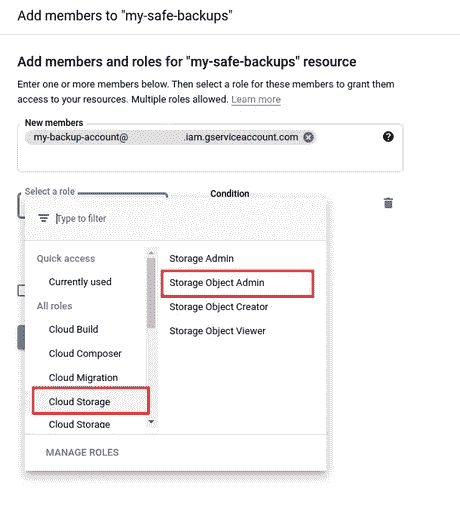 Add members to "my-safe-backups"
Add members and roles for "my-safe-backups" resource
Enter one or more members below. Then select a role for these members to grant them
access to your resources. Multiple roles allowed. Learn more
New members
my-backup-account@ .iam.gserviceaccount.com
Select a role
Condition
Type to filter
Quick access
Currently used
All roles
Cloud Build
Cloud Composer
Cloud Migration
Cloud Storage
Cloud Storage
Storage Admin
Storage Object Admin
Storage Object Creator
Storage Object Viewer
MANAGE ROLES